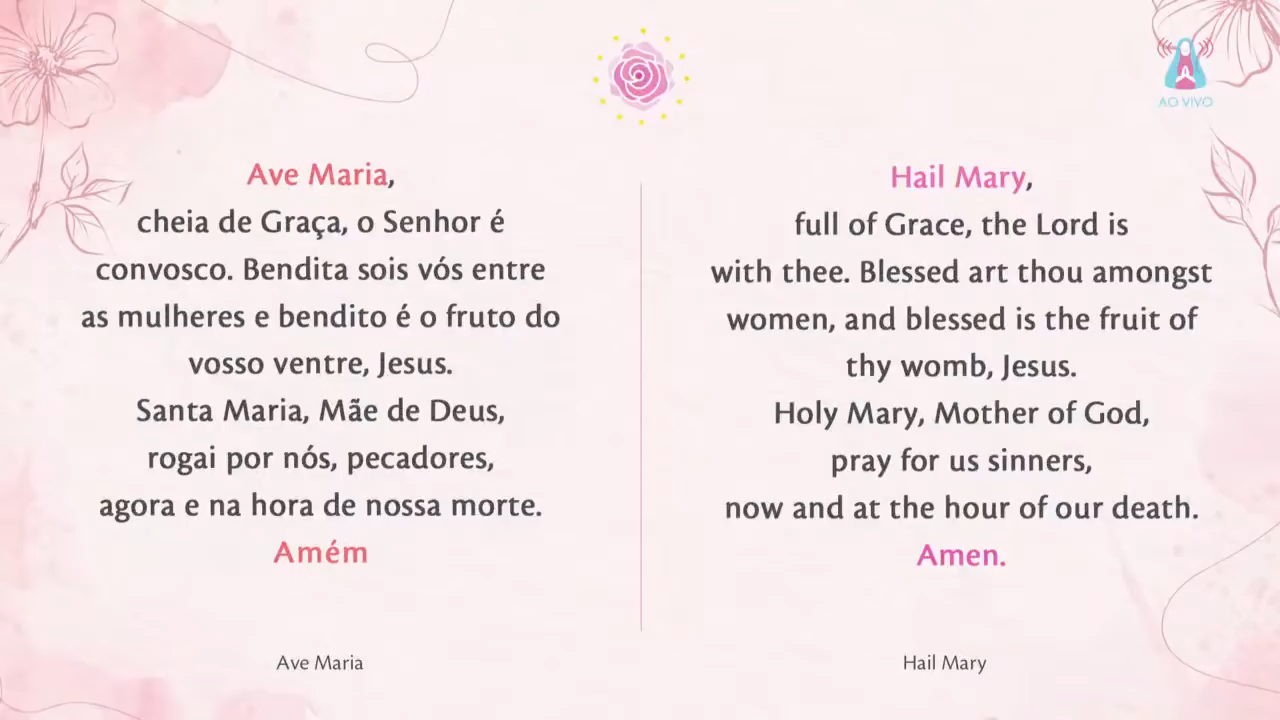 AO VIVO
Ave Maria,
cheia de Graça, o Senhor é
convosco. Bendita sois vós entre
as mulheres e bendito é o fruto do
vosso ventre, Jesus.
Santa Maria, Mãe de Deus,
rogai por nós, pecadores,
agora e na hora de nossa morte.
Amém
Ave Maria
Hail Mary,
full of Grace, the Lord is
with thee. Blessed art thou amongst
women, and blessed is the fruit of
thy womb, Jesus.
Holy Mary, Mother of God,
pray for us sinners,
now and at the hour of our death.
Amen.
Hail Mary